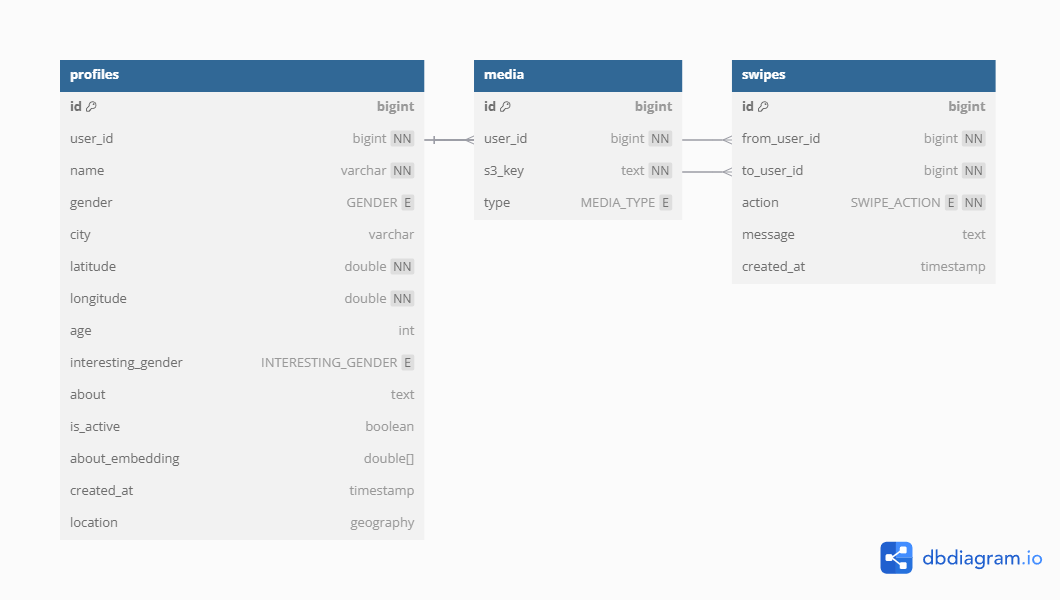 profiles
id bigint
user_id bigint NN
name varchar NN
gender GENDER E
city varchar
latitude double NN
longitude double NN
age int
interesting_gender INTERESTING_GENDER E
about text
is_active boolean
about_embedding double[]
created_at timestamp
location geography
media
id bigint
user_id bigint NN
s3_key text NN
type MEDIA_TYPE E
swipes
id bigint
from_user_id bigint NN
to_user_id bigint NN
action SWIPE_ACTION E NN
message text
created_at timestamp
dbdiagram.io